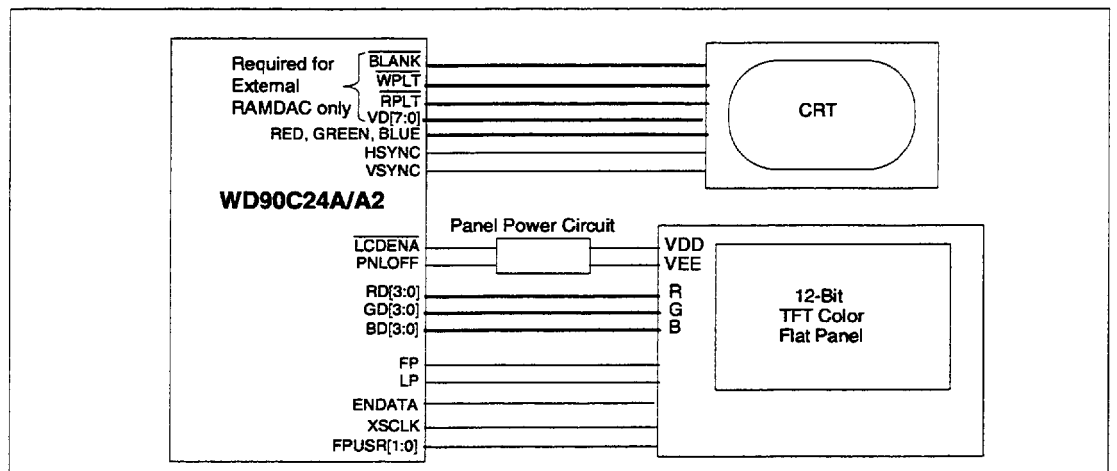 Required for
External
RAMDAC only
BLANK
WPLT
RPLT
VD[7:0]
RED, GREEN, BLUE
HSYNC
VSYNC
CRT
WD90C24A/A2
Panel Power Circuit
LCDENA
PNLOFF
VDD
VEE
RD[3:0]
GD[3:0]
BD[3:0]
R
G
B
12-Bit
TFT Color
Flat Panel
FP
LP
ENDATA
XSCLK
FPUSR[1:0]